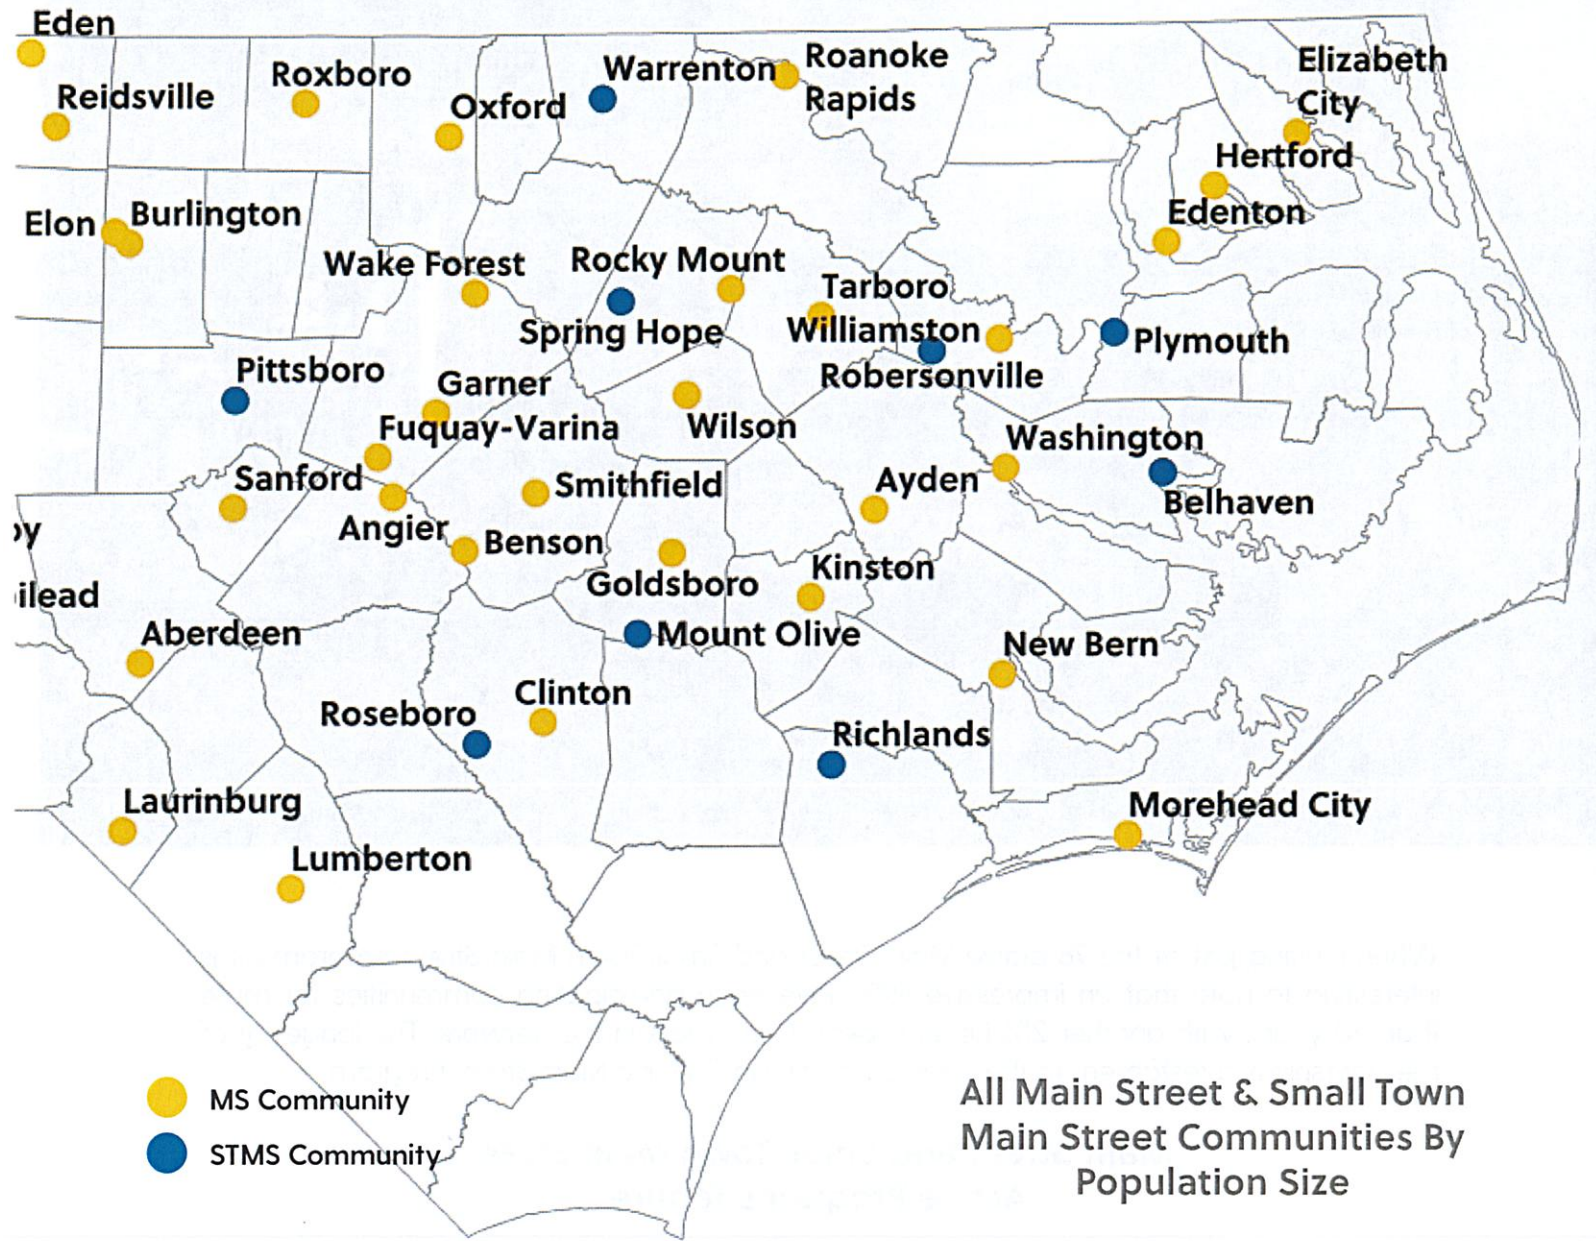 Eden
Reidsville
Roxboro
Oxford
Warrenton
Roanoke
Rapids
Elizabeth
City
Hertford
Edenton
Elon
Burlington
Wake Forest
Rocky Mount
Spring Hope
Tarboro
Williamston
Robersonville
Plymouth
Pittsboro
Garner
Fuquay-Varina
Wilson
Washington
Belhaven
Sanford
Angier
Smithfield
Benson
Ayden
Goldsboro
Kinston
ilead
Aberdeen
Mount Olive
New Bern
Clinton
Roseboro
Richlands
Laurinburg
Morehead City
Lumberton
MS Community
STMS Community
All Main Street & Small Town
Main Street Communities By
Population Size